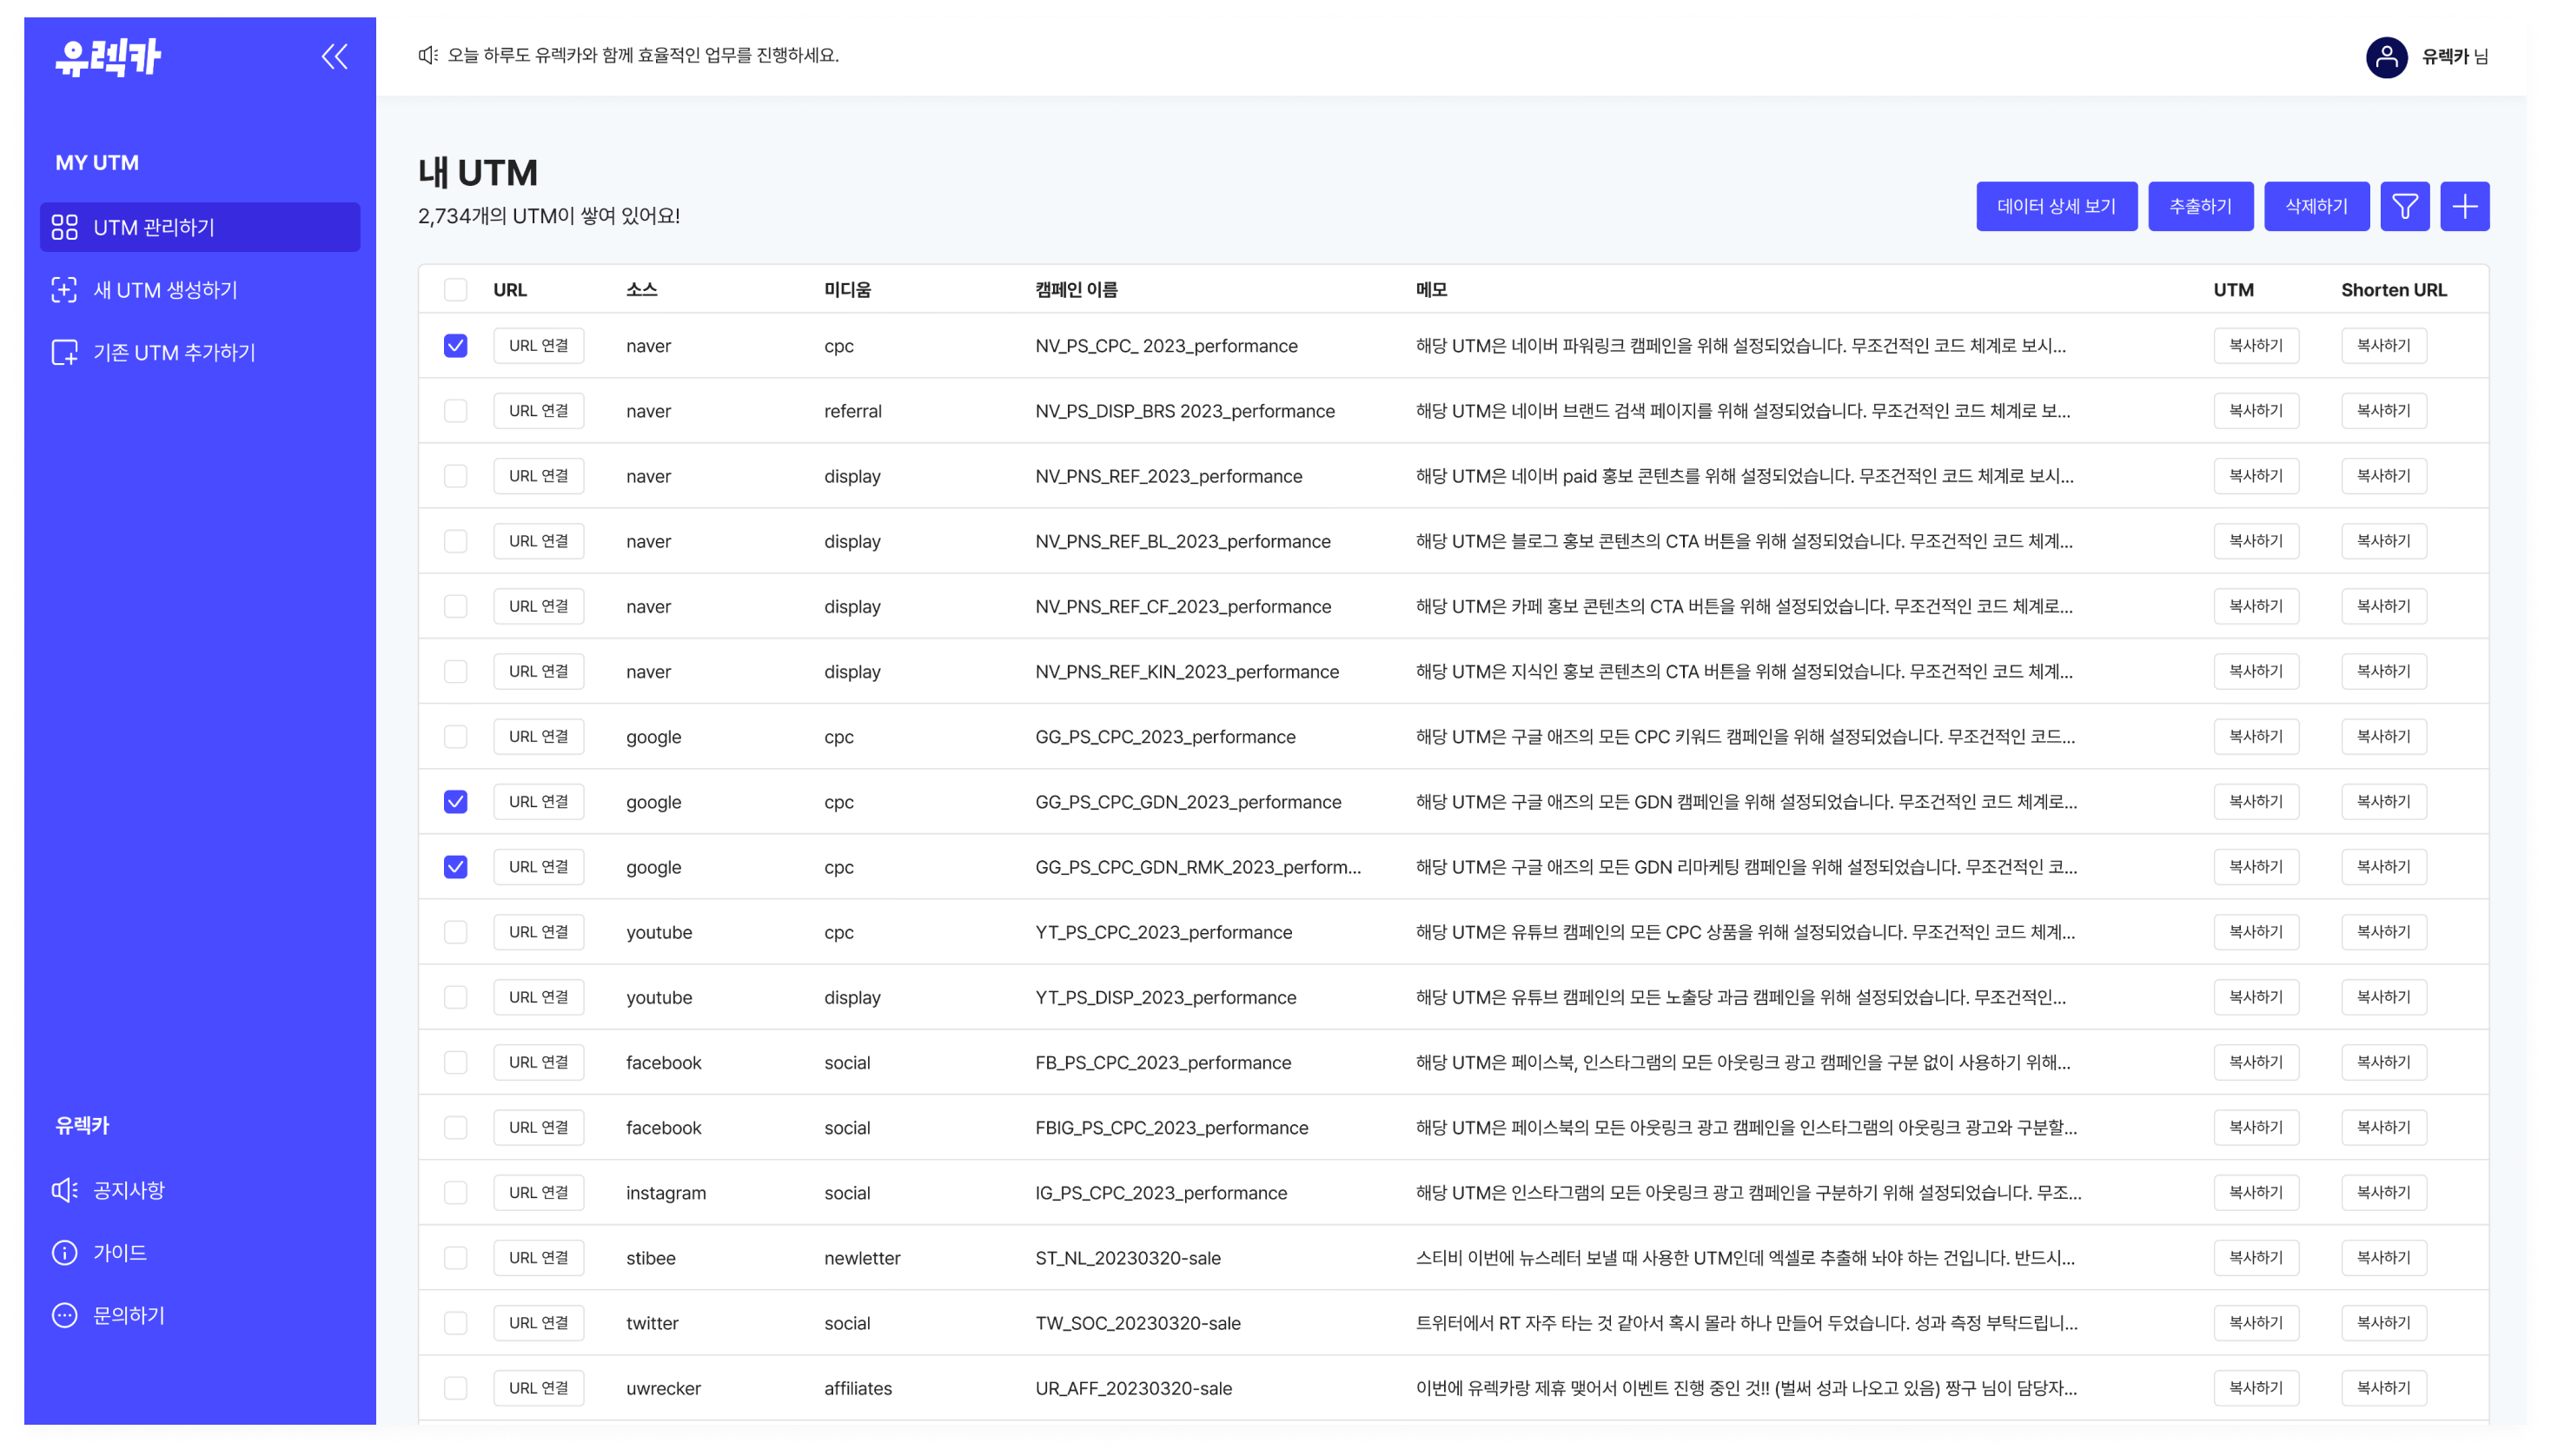 유렉카
오늘 하루도 유렉카와 함께 효율적인 업무를 진행하세요.
유렉카 님
MY UTM
UTM 관리하기
새 UTM 생성하기
기존 UTM 추가하기
유렉카
공지사항
가이드
문의하기
내 UTM
2,734개의 UTM이 쌓여 있어요!
데이터 상세 보기 추출하기 삭제하기
URL 소스 미디움 캠페인 이름 메모 UTM Shorten URL
URL 연결 naver cpc NV_PS_CPC_ 2023_performance 해당 UTM은 네이버 파워링크 캠페인을 위해 설정되었습니다. 무조건적인 코드 체계로 보시... 복사하기 복사하기
URL 연결 naver referral NV_PS_DISP_BRS 2023_performance 해당 UTM은 네이버 브랜드 검색 페이지를 위해 설정되었습니다. 무조건적인 코드 체계로 보... 복사하기 복사하기
URL 연결 naver display NV_PNS_REF_2023_performance 해당 UTM은 네이버 paid 홍보 콘텐츠를 위해 설정되었습니다. 무조건적인 코드 체계로 보시... 복사하기 복사하기
URL 연결 naver display NV_PNS_REF_BL_2023_performance 해당 UTM은 블로그 홍보 콘텐츠의 CTA 버튼을 위해 설정되었습니다. 무조건적인 코드 체계... 복사하기 복사하기
URL 연결 naver display NV_PNS_REF_CF_2023_performance 해당 UTM은 카페 홍보 콘텐츠의 CTA 버튼을 위해 설정되었습니다. 무조건적인 코드 체계로... 복사하기 복사하기
URL 연결 naver display NV_PNS_REF_KIN_2023_performance 해당 UTM은 지식인 홍보 콘텐츠의 CTA 버튼을 위해 설정되었습니다. 무조건적인 코드 체계... 복사하기 복사하기
URL 연결 google cpc GG_PS_CPC_2023_performance 해당 UTM은 구글 애즈의 모든 CPC 키워드 캠페인을 위해 설정되었습니다. 무조건적인 코드... 복사하기 복사하기
URL 연결 google cpc GG_PS_CPC_GDN_2023_performance 해당 UTM은 구글 애즈의 모든 GDN 캠페인을 위해 설정되었습니다. 무조건적인 코드 체계로... 복사하기 복사하기
URL 연결 google cpc GG_PS_CPC_GDN_RMK_2023_perform... 해당 UTM은 구글 애즈의 모든 GDN 리마케팅 캠페인을 위해 설정되었습니다. 무조건적인 코... 복사하기 복사하기
URL 연결 youtube cpc YT_PS_CPC_2023_performance 해당 UTM은 유튜브 캠페인의 모든 CPC 상품을 위해 설정되었습니다. 무조건적인 코드 체계... 복사하기 복사하기
URL 연결 youtube display YT_PS_DISP_2023_performance 해당 UTM은 유튜브 캠페인의 모든 노출당 과금 캠페인을 위해 설정되었습니다. 무조건적인... 복사하기 복사하기
URL 연결 facebook social FB_PS_CPC_2023_performance 해당 UTM은 페이스북, 인스타그램의 모든 아웃링크 광고 캠페인을 구분 없이 사용하기 위해... 복사하기 복사하기
URL 연결 facebook social FBIG_PS_CPC_2023_performance 해당 UTM은 페이스북의 모든 아웃링크 광고 캠페인을 인스타그램의 아웃링크 광고와 구분할... 복사하기 복사하기
URL 연결 instagram social IG_PS_CPC_2023_performance 해당 UTM은 인스타그램의 모든 아웃링크 광고 캠페인을 구분하기 위해 설정되었습니다. 무조... 복사하기 복사하기
URL 연결 stibee newletter ST_NL_20230320-sale 스티비 이번에 뉴스레터 보낼 때 사용한 UTM인데 엑셀로 추출해 놔야 하는 건입니다. 반드시... 복사하기 복사하기
URL 연결 twitter social TW_SOC_20230320-sale 트위터에서 RT 자주 타는 것 같아서 혹시 몰라 하나 만들어 두었습니다. 성과 측정 부탁드립니... 복사하기 복사하기
URL 연결 uwrecker affiliates UR_AFF_20230320-sale 이번에 유렉카랑 제휴 맺어서 이벤트 진행 중인 것!! (벌써 성과 나오고 있음) 짱구 님이 담당자... 복사하기 복사하기